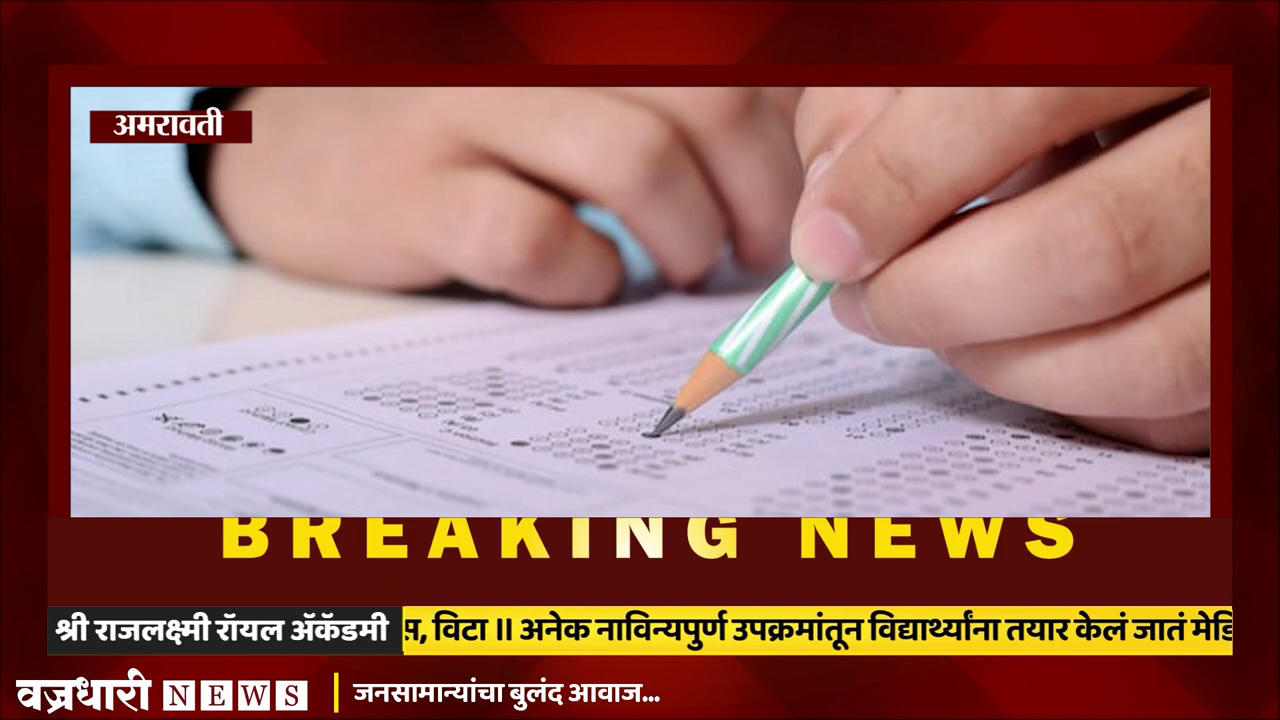 अमरावती
BREAKING NEWS
श्री राजलक्ष्मी रॉयल ॲकॅडमी
स, विटा || अनेक नाविन्यपुर्ण उपक्रमांतून विद्यार्थ्यांना तयार केलं जातं मेडि
वज्रधारी NEWS
जनसामान्यांचा बुलंद आवाज...